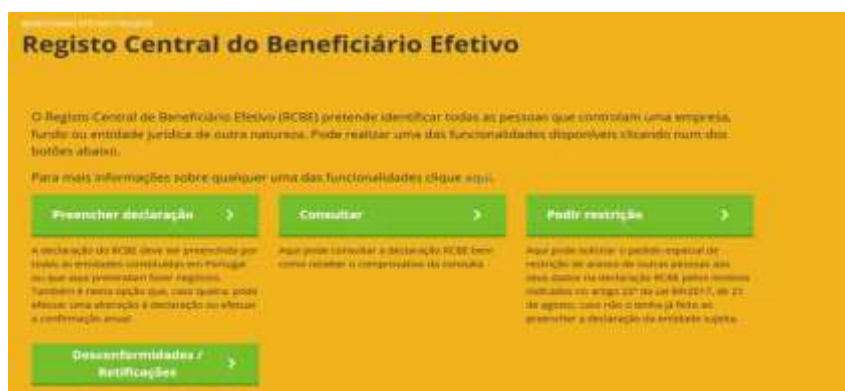 Registo Central do Beneficiário Efetivo
O Registo Central de Beneficiário Efetivo (RCBE) pretende identificar todas as pessoas que controlam uma empresa,
fundo ou entidade jurídica de outra natureza. Pode realizar uma das funcionalidades disponíveis clicando num dos
botões abaixo.
Para mais informações sobre qualquer uma das funcionalidades clique aqui.
Preencher declaração
Consultar
Pedir restrição
A declaração do RCBE deve ser preenchida por
todas as entidades constituídas em Portugal
ou que aqui pretendam fazer negócios.
Também é nesta opção que, caso queira, pode
efetuar uma alteração à declaração ou efetuar
a confirmação anual.
Aqui pode consultar a declaração RCBE bem
como receber o comprovativo da consulta.
Aqui pode solicitar o pedido especial de
restrição de acesso de outras pessoas aos
seus dados na declaração RCBE pelos motivos
indicados no artigo 22º da Lei 89/2017, de 21
de agosto, caso não o tenha já feito ao
preencher a declaração da entidade sujeita.
Desconformidades /
Retificações